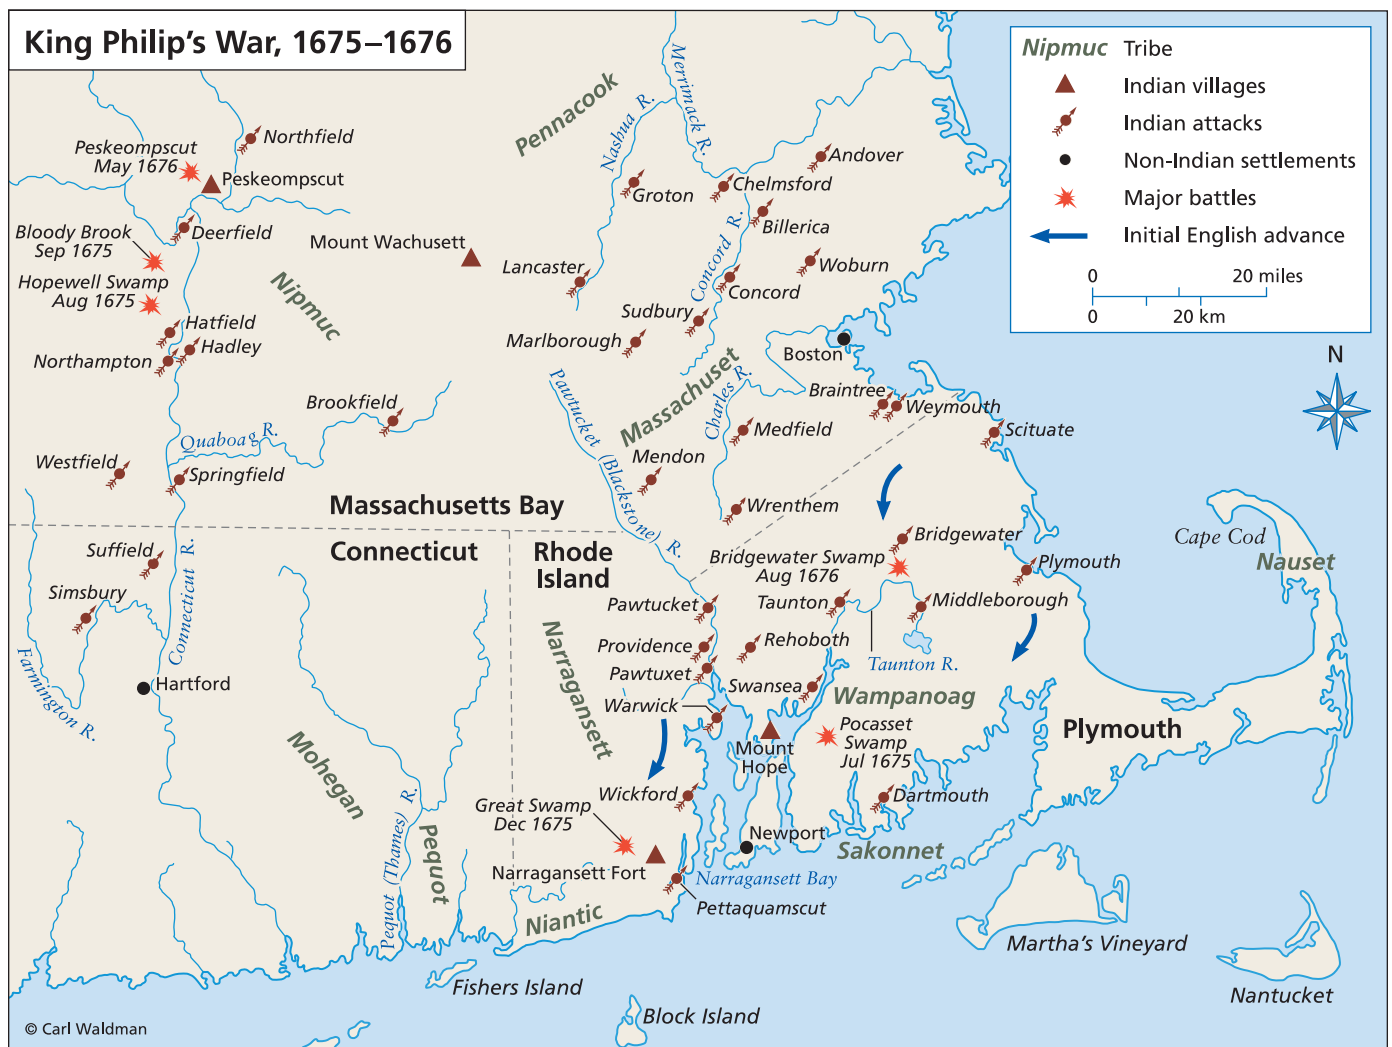 King Philip's War, 1675–1676
Nipmuc Tribe
Indian villages
Indian attacks
Non-Indian settlements
Major battles
Initial English advance
0 20 miles
0 20 km
N
Merrimack R.
Pennacook
Nashua R.
Northfield
Peskeompscut
May 1676
Peskeompscut
Andover
Chelmsford
Groton
Billerica
Deerfield
Bloody Brook
Sep 1675
Mount Wachusett
Concord R.
Woburn
Lancaster
Hopewell Swamp
Aug 1675
Nipmuc
Concord
Sudbury
Hatfield
Hadley
Northampton
Marlborough
Boston
Massachuset
Charles R.
Braintree
Weymouth
Pawtucket (Blackstone) R.
Brookfield
Medfield
Scituate
Quaboag R.
Westfield
Springfield
Mendon
Wrenthem
Massachusetts Bay
Connecticut
Rhode
Island
Cape Cod
Nauset
Bridgewater
Bridgewater Swamp
Aug 1676
Plymouth
Suffield
Simsbury
Connecticut R.
Pawtucket
Taunton
Middleborough
Providence
Rehoboth
Taunton R.
Pawtuxet
Narragansett
Farmington R.
Hartford
Swansea
Wampanoag
Warwick
Pocasset
Swamp
Jul 1675
Plymouth
Mount
Hope
Mohegan
Wickford
Dartmouth
Great Swamp
Dec 1675
Pequot (Thames) R.
Pequot
Newport
Sakonnet
Narragansett Fort
Narragansett Bay
Pettaquamscut
Niantic
Martha's Vineyard
Fishers Island
Nantucket
Block Island
© Carl Waldman